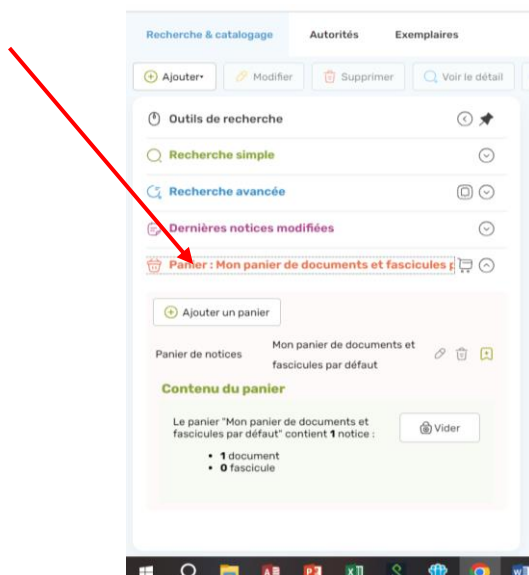 Recherche & catalogage Autorités Exemplaires
Ajouter Modifier Supprimer Voir le détail
Outils de recherche
Recherche simple
Recherche avancée
Dernières notices modifiées
Panier : Mon panier de documents et fascicules p
Ajouter un panier
Panier de notices
Mon panier de documents et
fascicules par défaut
Contenu du panier
Le panier "Mon panier de documents et
fascicules par défaut" contient 1 notice :
Vider
• 1 document
• 0 fascicule